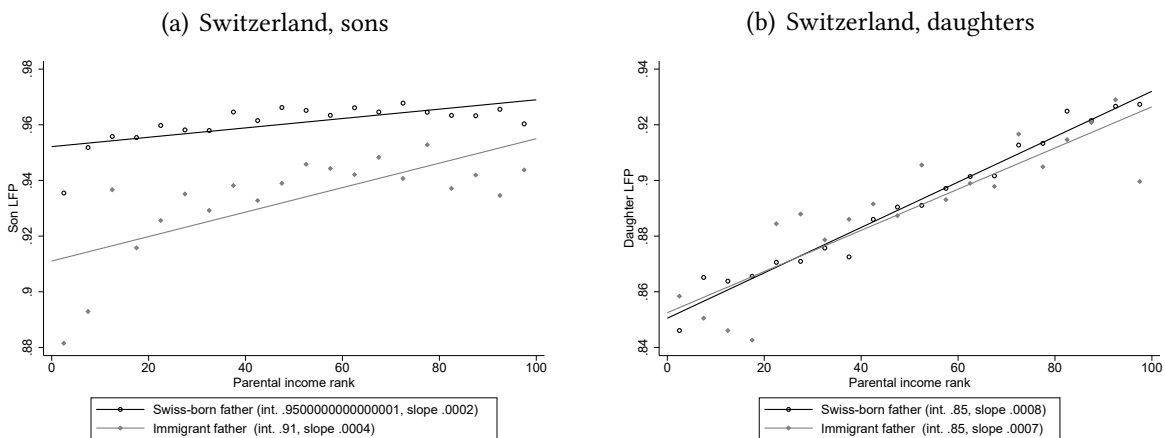 (a) Switzerland, sons
Son LFP
.98
.96
.94
.92
.9
.88
0 20 40 60 80 100
Parental income rank
Swiss-born father (int. .9500000000000001, slope .0002)
Immigrant father  (int. .91, slope .0004)
(b) Switzerland, daughters
Daughter LFP
.94
.92
.9
.88
.86
.84
0 20 40 60 80 100
Parental income rank
Swiss-born father (int. .85, slope .0008)
Immigrant father (int. .85, slope .0007)